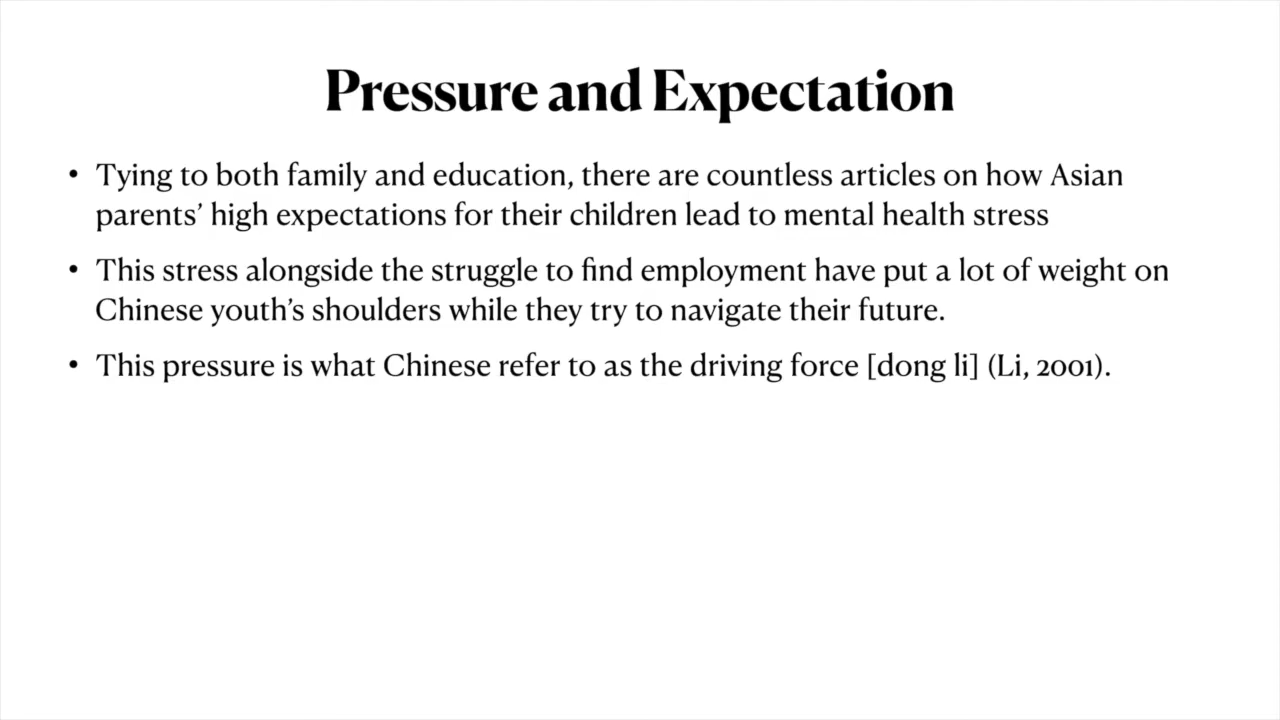 Pressure and Expectation
• Tying to both family and education, there are countless articles on how Asian
parents’ high expectations for their children lead to mental health stress
• This stress alongside the struggle to find employment have put a lot of weight on
Chinese youth’s shoulders while they try to navigate their future.
• This pressure is what Chinese refer to as the driving force [dong li] (Li, 2001).